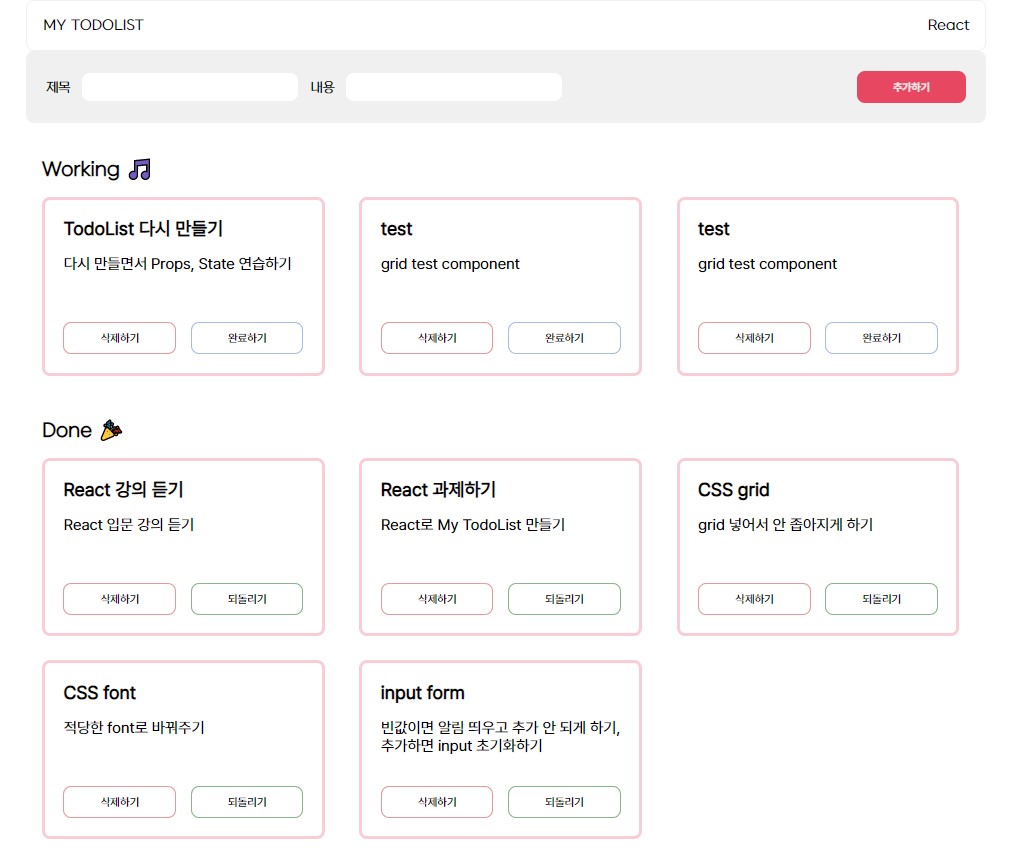 MY TODOLIST React
제목 내용 추가하기
Working 🎵
TodoList 다시 만들기
다시 만들면서 Props, State 연습하기
삭제하기 완료하기
test
grid test component
삭제하기 완료하기
test
grid test component
삭제하기 완료하기
Done 🎉
React 강의 듣기
React 입문 강의 듣기
삭제하기 되돌리기
React 과제하기
React로 My TodoList 만들기
삭제하기 되돌리기
CSS grid
grid 넣어서 안 좁아지게 하기
삭제하기 되돌리기
CSS font
적당한 font로 바꿔주기
삭제하기 되돌리기
input form
빈값이면 알림 띄우고 추가 안 되게 하기,
추가하면 input 초기화하기
삭제하기 되돌리기